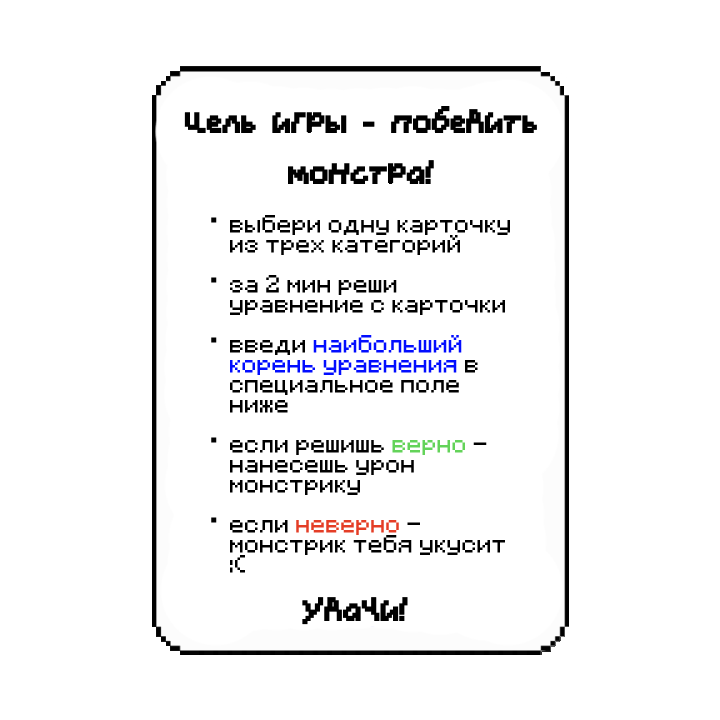 Цель игры - победить
монстра!
· выбери одну карточку
из трех категорий
· за 2 мин реши
уравнение с карточки
· введи наибольший
корень уравнения в
специальное поле
ниже
· если решишь верно –
нанесешь урон
монстрику
· если неверно –
монстрик тебя укусит
:(
Удачи!